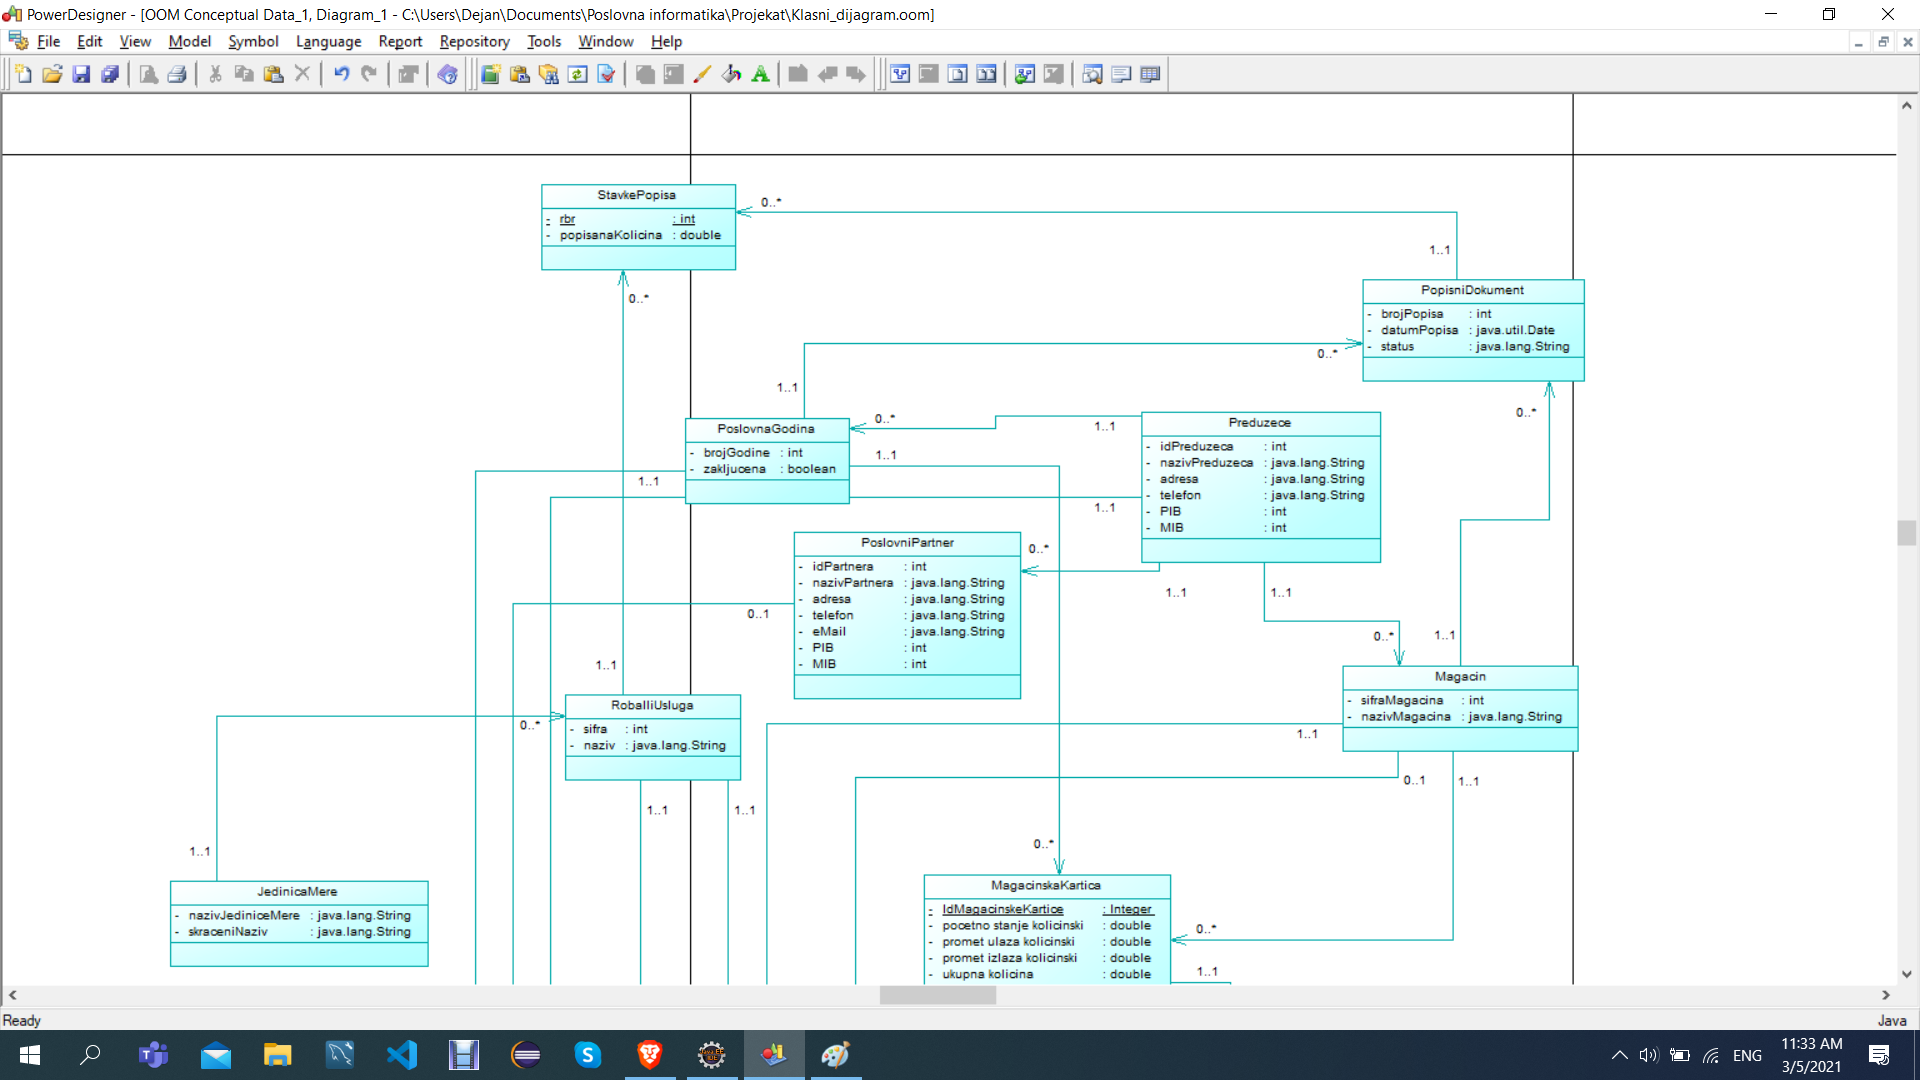 PowerDesigner - [OOM Conceptual Data_1, Diagram_1 - C:\Users\Dejan\Documents\Poslovna informatika\Projekat\Klasni_dijagram.oom]
File Edit View Model Symbol Language Report Repository Tools Window Help
StavkePopisa
- rbr : int
- popisanaKolicina : double
0..*
1..1
0..*
PopisniDokument
- brojPopisa : int
- datumPopisa : java.util.Date
- status : java.lang.String
0..*
1..1
0..*
PoslovnaGodina
- brojGodine : int
- zakljucena : boolean
0..*
1..1
1..1
1..1
Preduzece
- idPreduzeca : int
- nazivPreduzeca : java.lang.String
- adresa : java.lang.String
- telefon : java.lang.String
- PIB : int
- MIB : int
1..1
PoslovniPartner
- idPartnera : int
- nazivPartnera : java.lang.String
- adresa : java.lang.String
- telefon : java.lang.String
- eMail : java.lang.String
- PIB : int
- MIB : int
0..*
1..1
1..1
0..1
0..*
1..1
1..1
Magacin
- sifraMagacina : int
- nazivMagacina : java.lang.String
RobaIliUsluga
- sifra : int
- naziv : java.lang.String
0..*
1..1
0..1
1..1
1..1
1..1
1..1
0..*
JedinicaMere
- nazivJediniceMere : java.lang.String
- skraceniNaziv : java.lang.String
MagacinskaKartica
- IdMagacinskeKartice : Integer
- pocetno stanje kolicinski : double
- promet ulaza kolicinski : double
- promet izlaza kolicinski : double
- ukupna kolicina : double
0..*
1..1
Ready
Java
ENG
11:33 AM
3/5/2021